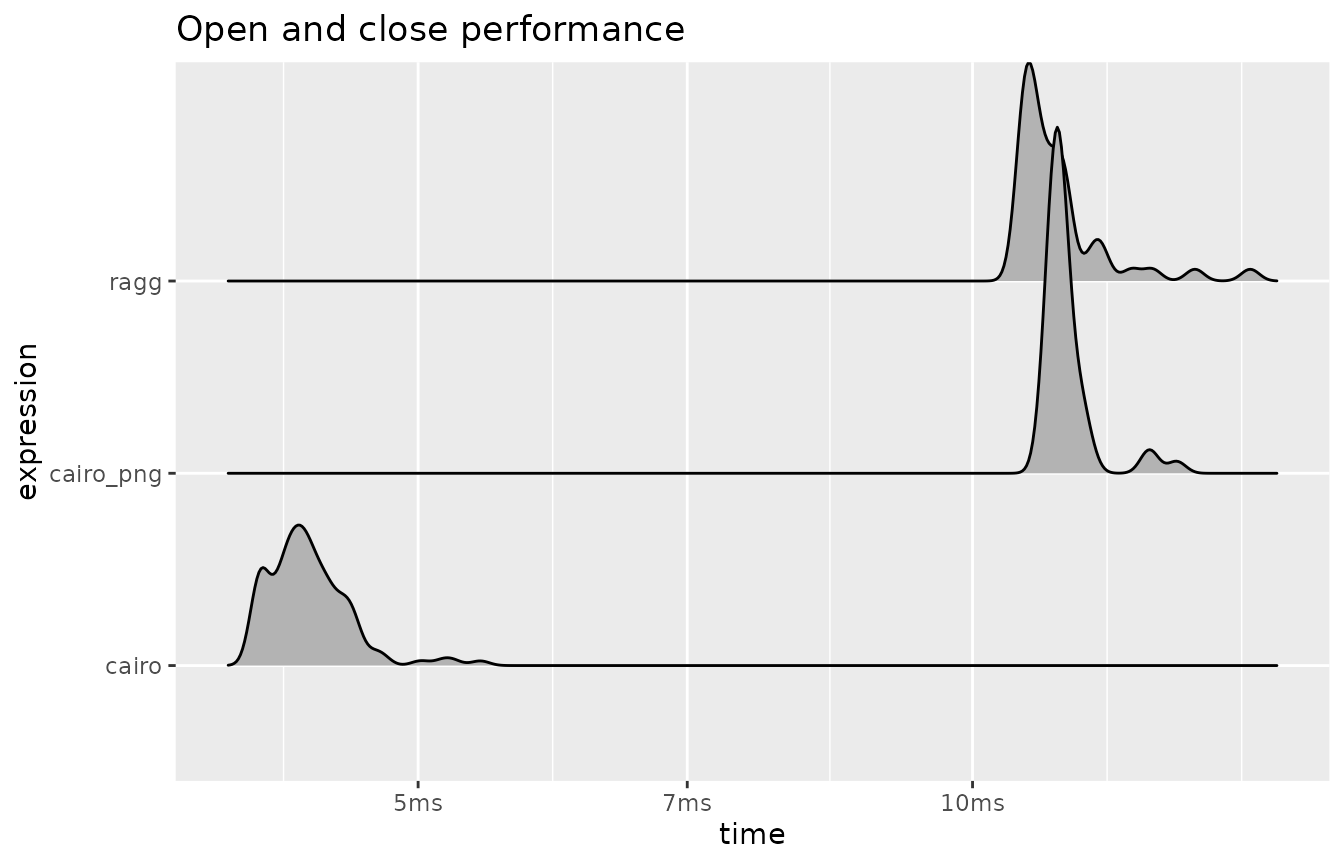 Open and close performance
ragg
cairo_png
cairo
expression
5ms
7ms
10ms
time